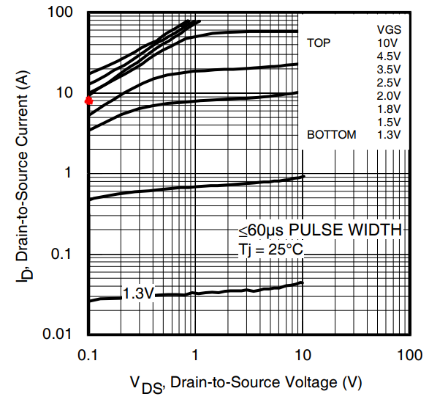 100
10
1
0.1
0.01
0.1
1
10
100
ID, Drain-to-Source Current (A)
VDS, Drain-to-Source Voltage (V)
VGS
TOP 10V
4.5V
3.5V
2.5V
2.0V
1.8V
1.5V
BOTTOM 1.3V
≤60µs PULSE WIDTH
Tj = 25°C
1.3V